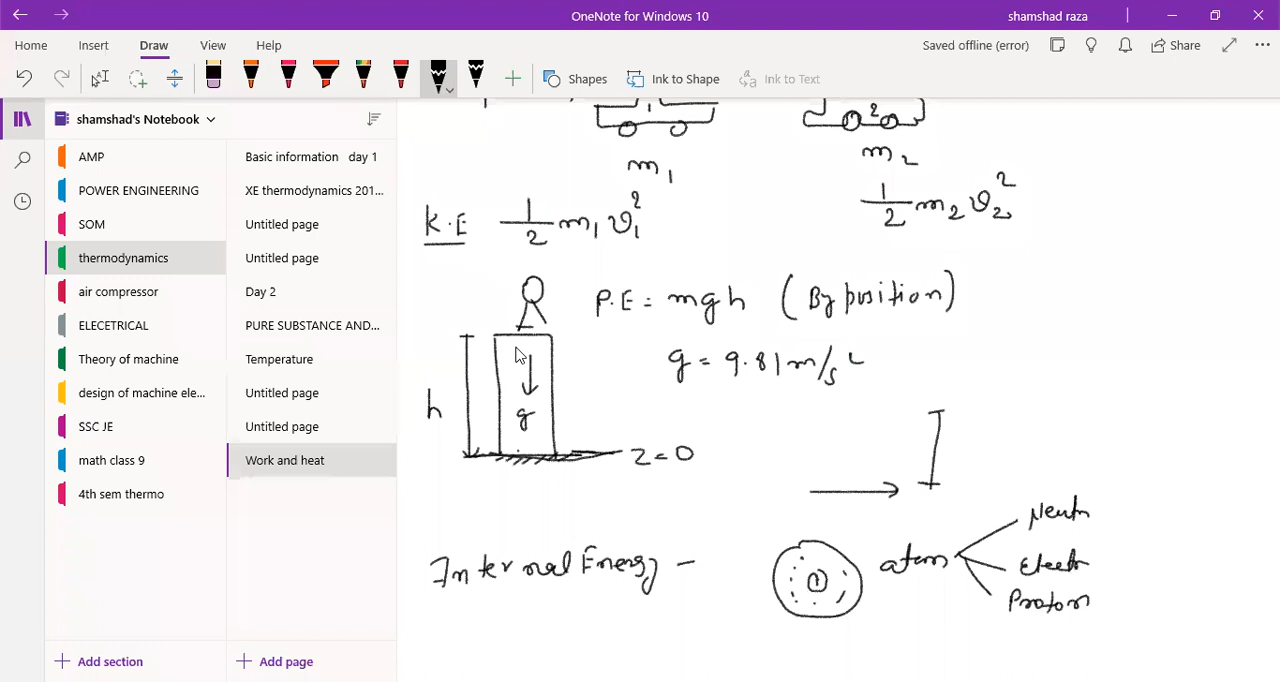 OneNote for Windows 10
shamshad raza
Home Insert Draw View Help
Saved offline (error)
Share
Shapes
Ink to Shape
Ink to Text
shamshad's Notebook
AMP
POWER ENGINEERING
SOM
thermodynamics
air compressor
ELECETRICAL
Theory of machine
design of machine ele...
SSC JE
math class 9
4th sem thermo
Add section
Basic information day 1
XE thermodynamics 201...
Untitled page
Untitled page
Day 2
PURE SUBSTANCE AND...
Temperature
Untitled page
Untitled page
Work and heat
Add page
1 2
m₁ m₂
K.E 1/2 m₁ v₁² 1/2 m₂ v₂²
P.E = mgh (By position)
g = 9.81 m/s²
h
g
z=0
Internal Energy -
atom
Neutr
Electr
Proton